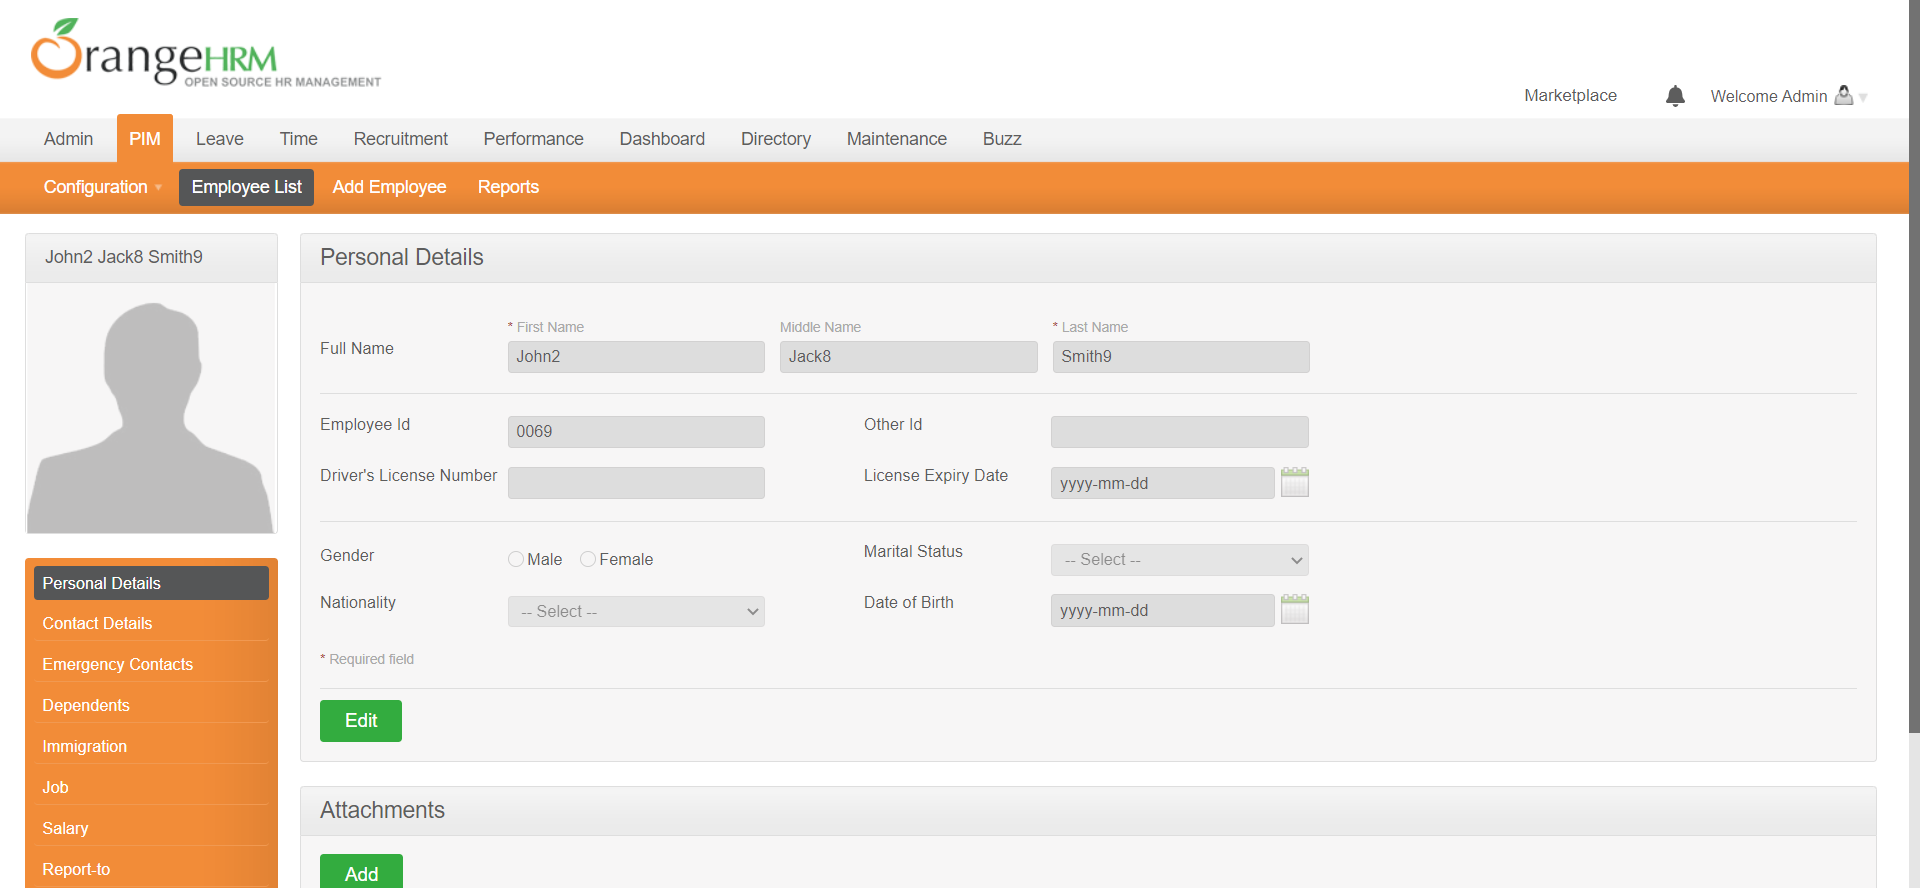 OrangeHRM
OPEN SOURCE HR MANAGEMENT
Marketplace
Welcome Admin
Admin PIM Leave Time Recruitment Performance Dashboard Directory Maintenance Buzz
Configuration Employee List Add Employee Reports
John2 Jack8 Smith9
Personal Details
Full Name
* First Name Middle Name * Last Name
John2 Jack8 Smith9
Employee Id 0069 Other Id
Driver's License Number License Expiry Date yyyy-mm-dd
Gender Male Female Marital Status -- Select --
Nationality -- Select -- Date of Birth yyyy-mm-dd
* Required field
Edit
Personal Details
Contact Details
Emergency Contacts
Dependents
Immigration
Job
Salary
Report-to
Attachments
Add